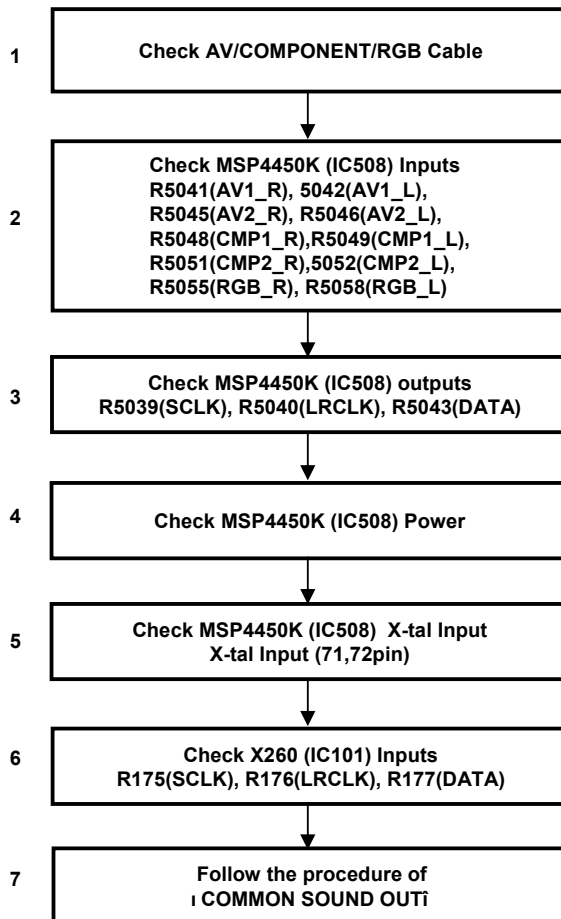 1
Check AV/COMPONENT/RGB Cable
2
Check MSP4450K (IC508) Inputs
R5041(AV1_R), 5042(AV1_L),
R5045(AV2_R), R5046(AV2_L),
R5048(CMP1_R),R5049(CMP1_L),
R5051(CMP2_R),5052(CMP2_L),
R5055(RGB_R), R5058(RGB_L)
3
Check MSP4450K (IC508) outputs
R5039(SCLK), R5040(LRCLK), R5043(DATA)
4
Check MSP4450K (IC508) Power
5
Check MSP4450K (IC508) X-tal Input
X-tal Input (71,72pin)
6
Check X260 (IC101) Inputs
R175(SCLK), R176(LRCLK), R177(DATA)
7
Follow the procedure of
ı COMMON SOUND OUTî